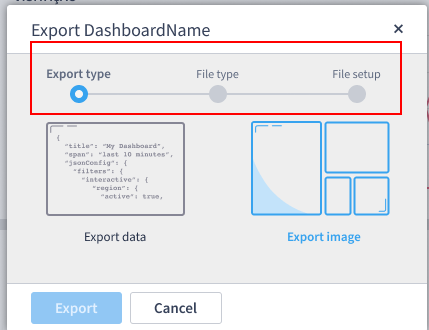 Export DashboardName
×
Export type
File type
File setup
{
"title": "My Dashboard",
"span": "last 10 minutes",
"jsonConfig": {
"filters": {
"interactive": {
"region": {
"active": true,
Export data
Export image
Export
Cancel